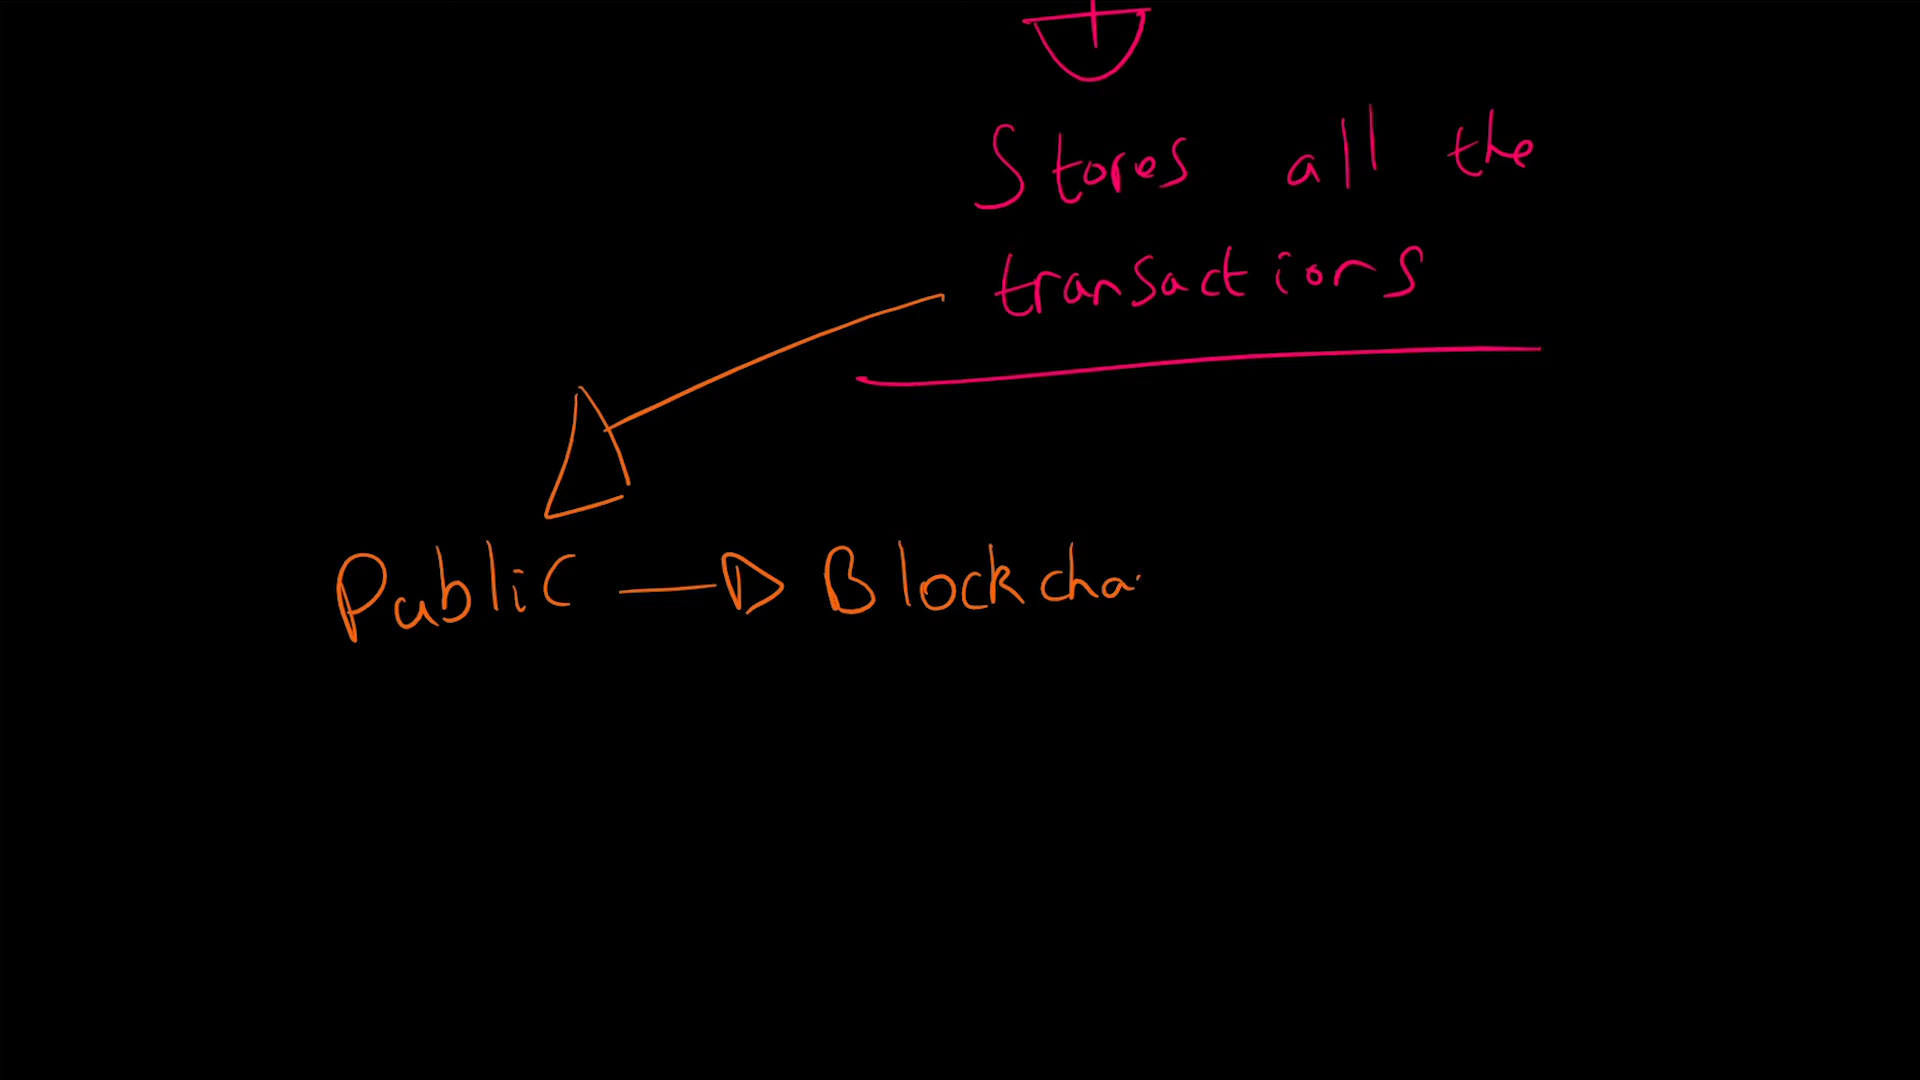 Stores all the
transactions
Public → Blockcha